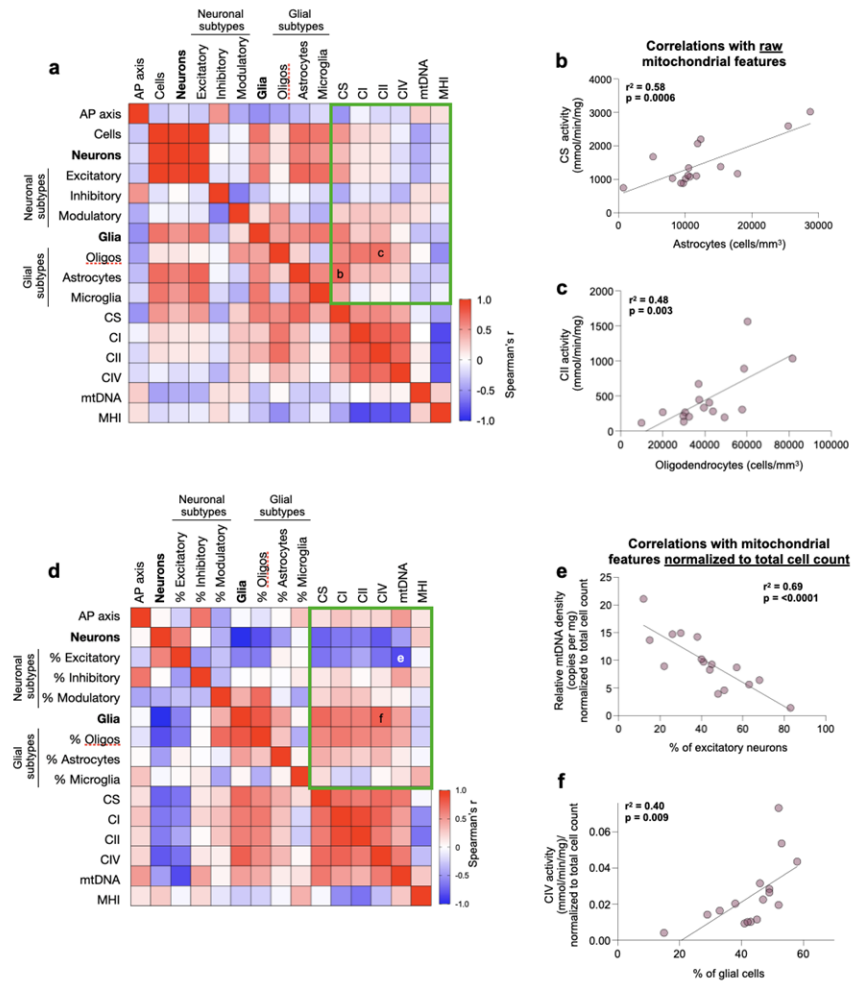 a
Neuronal
subtypes
Glial
subtypes
AP axis
Cells
Neurons
Excitatory
Inhibitory
Modulatory
Glia
Oligos
Astrocytes
Microglia
CS
CI
CII
CIV
mtDNA
MHI
AP axis
Cells
Neurons
Excitatory
Inhibitory
Modulatory
Glia
Oligos
Astrocytes
Microglia
CS
CI
CII
CIV
mtDNA
MHI
Neuronal
subtypes
Glial
subtypes
c
b
1.0
0.5
0
-0.5
-1.0
Spearman's r
b
Correlations with raw
mitochondrial features
r² = 0.58
p = 0.0006
CS activity
(mmol/min/mg)
4000
3000
2000
1000
0
0
10000
20000
30000
Astrocytes (cells/mm³)
c
r² = 0.48
p = 0.003
CII activity
(mmol/min/mg)
2000
1500
1000
500
0
0
20000
40000
60000
80000
100000
Oligodendrocytes (cells/mm³)
d
Neuronal
subtypes
Glial
subtypes
AP axis
Neurons
% Excitatory
% Inhibitory
% Modulatory
Glia
% Oligos
% Astrocytes
% Microglia
CS
CI
CII
CIV
mtDNA
MHI
AP axis
Neurons
% Excitatory
% Inhibitory
% Modulatory
Glia
% Oligos
% Astrocytes
% Microglia
CS
CI
CII
CIV
mtDNA
MHI
Neuronal
subtypes
Glial
subtypes
e
f
1.0
0.5
0
-0.5
-1.0
Spearman's r
Correlations with mitochondrial
features normalized to total cell count
e
r² = 0.69
p = <0.0001
Relative mtDNA density
(copies per mg)
normalized to total cell count
25
20
15
10
5
0
0
20
40
60
80
100
% of excitatory neurons
f
r² = 0.40
p = 0.009
CIV activity
(mmol/min/mg)/
normalized to total cell count
0.06
0.04
0.02
0.00
0
20
40
60
% of glial cells